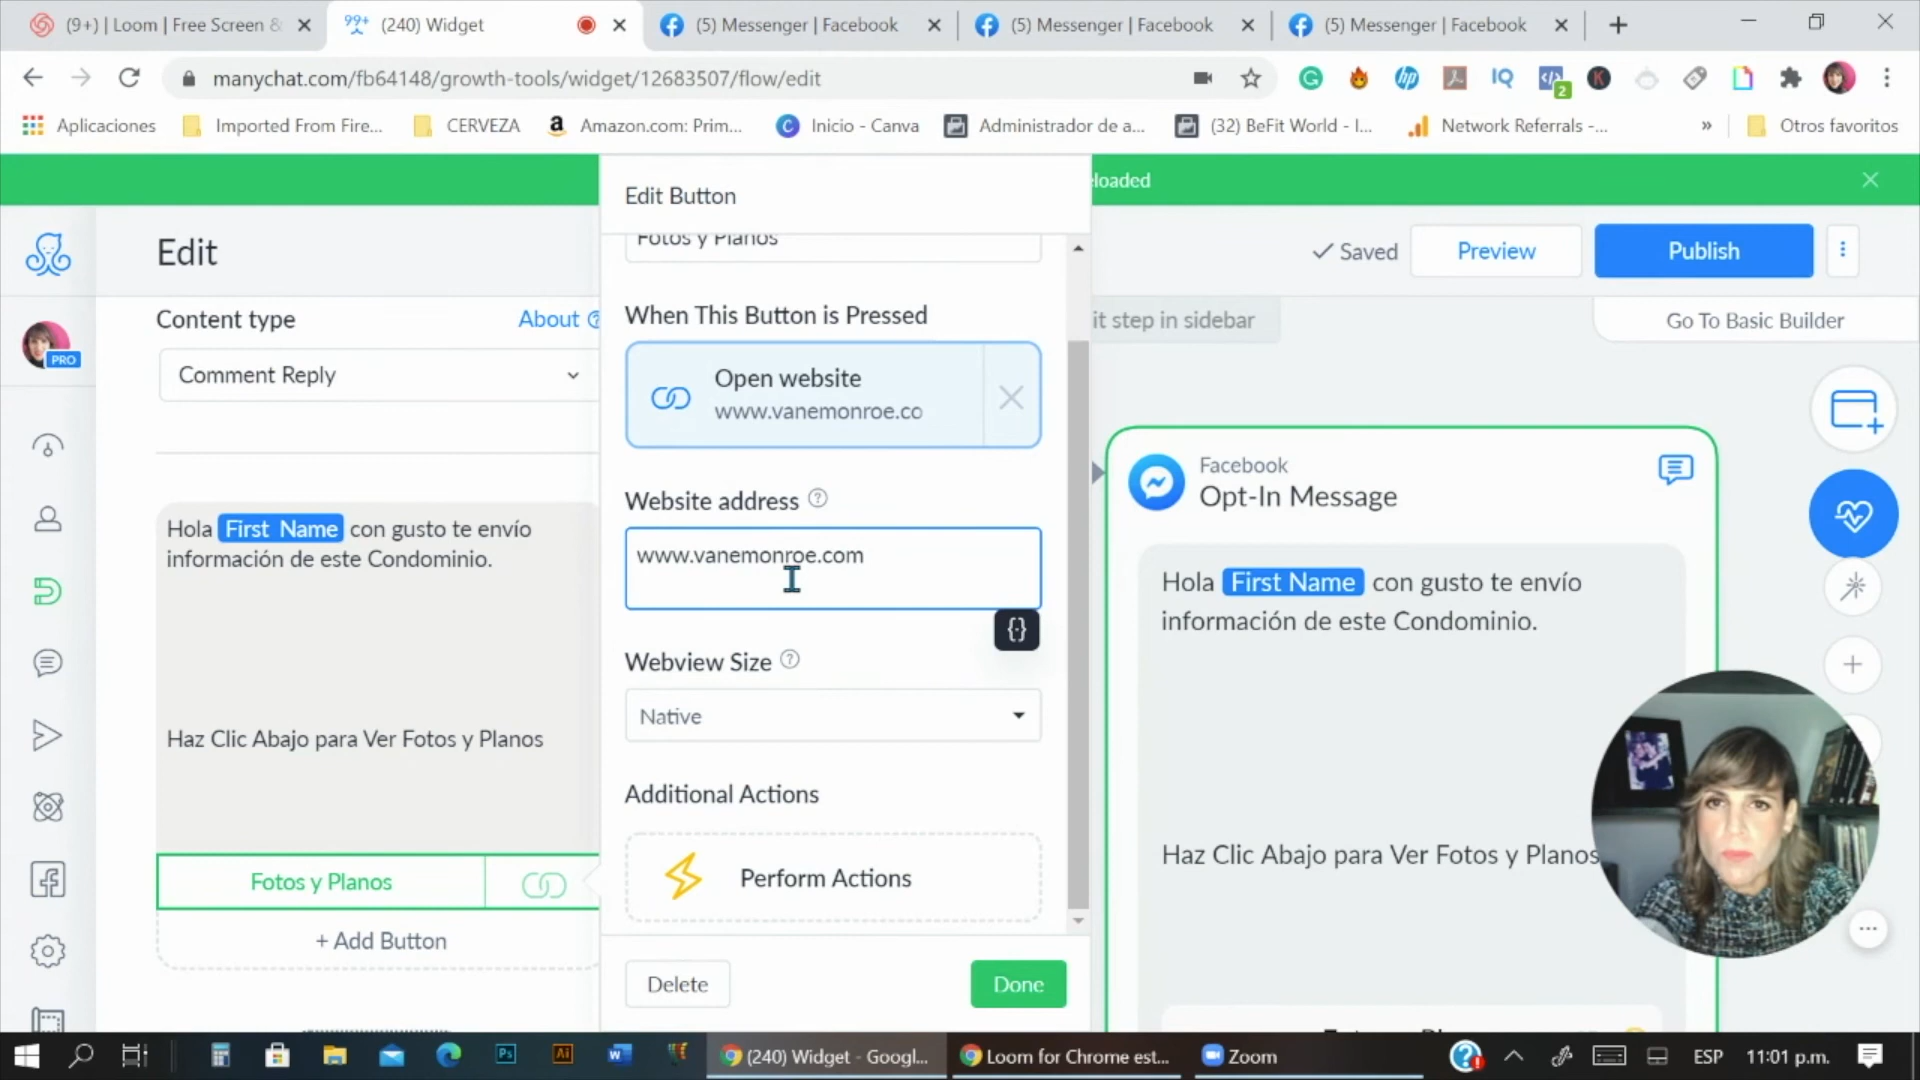 (9+) | Loom | Free Screen &
99+
(240) Widget
(5) Messenger | Facebook
(5) Messenger | Facebook
(5) Messenger | Facebook
manychat.com/fb64148/growth-tools/widget/12683507/flow/edit
IQ
2
K
Aplicaciones
Imported From Fire...
CERVEZA
Amazon.com: Prim...
Inicio - Canva
Administrador de a...
(32) BeFit World - I...
Network Referrals -...
»
Otros favoritos
Edit Button
eloaded
Edit
Fotos y Planos
Saved
Preview
Publish
PRO
Content type
About
When This Button is Pressed
it step in sidebar
Go To Basic Builder
Comment Reply
Open website
www.vanemonroe.co
Facebook
Opt-In Message
Website address
www.vanemonroe.com
{·}
Hola First Name con gusto te envío
información de este Condominio.
Hola First Name con gusto te envío
información de este Condominio.
Webview Size
Native
Haz Clic Abajo para Ver Fotos y Planos
Additional Actions
Haz Clic Abajo para Ver Fotos y Planos
Perform Actions
Fotos y Planos
+ Add Button
Delete
Done
Ps
Ai
W
(240) Widget - Googl...
Loom for Chrome est...
Zoom
ESP
11:01 p.m.